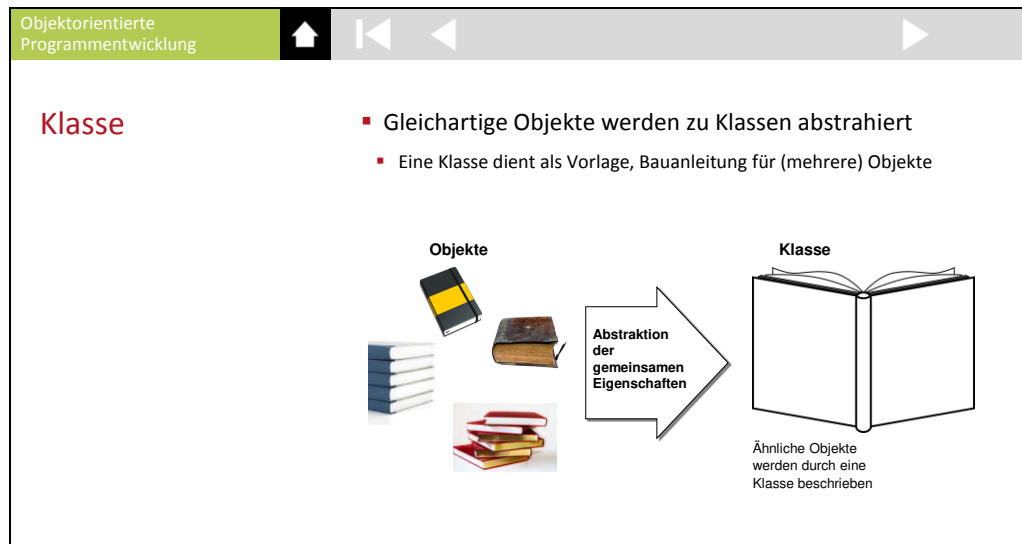 Objektorientierte
Programmentwicklung
Klasse
Gleichartige Objekte werden zu Klassen abstrahiert
Eine Klasse dient als Vorlage, Bauanleitung für (mehrere) Objekte
Objekte
Klasse
Abstraktion
der
gemeinsamen
Eigenschaften
Ähnliche Objekte
werden durch eine
Klasse beschrieben